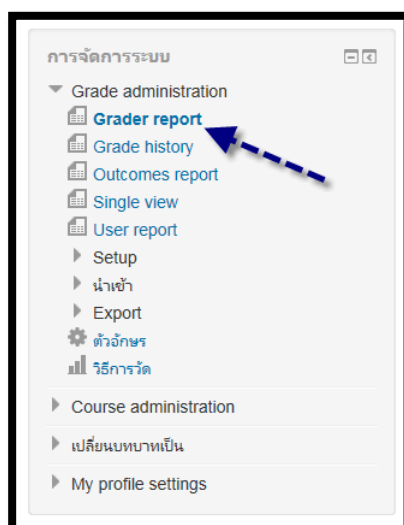 การจัดการระบบ
Grade administration
Grader report
Grade history
Outcomes report
Single view
User report
Setup
นำเข้า
Export
ตัวอักษร
วิธีการวัด
Course administration
เปลี่ยนบทบาทเป็น
My profile settings